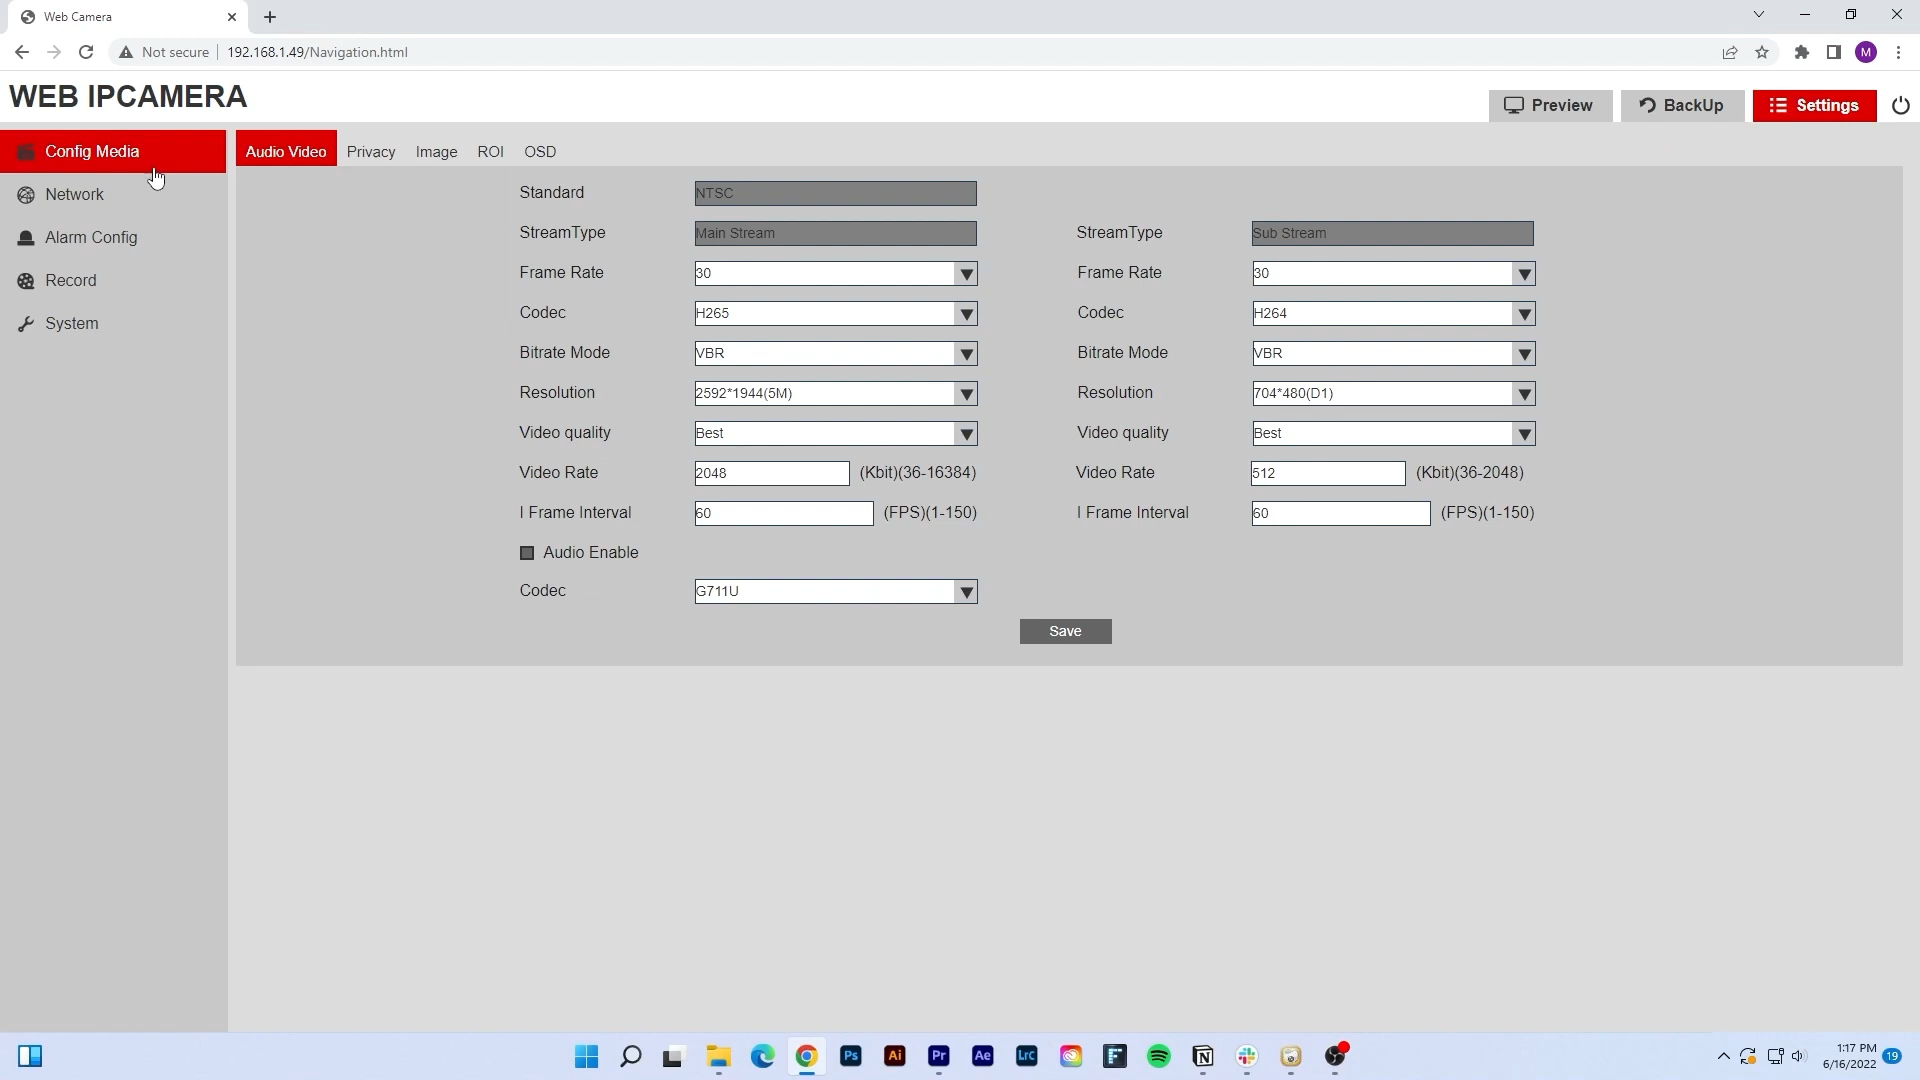 Web Camera
Not secure 192.168.1.49/Navigation.html M
WEB IPCAMERA
Preview BackUp Settings
Config Media
Network
Alarm Config
Record
System
Audio Video Privacy Image ROI OSD
Standard NTSC
StreamType Main Stream StreamType Sub Stream
Frame Rate 30 Frame Rate 30
Codec H265 Codec H264
Bitrate Mode VBR Bitrate Mode VBR
Resolution 2592*1944(5M) Resolution 704*480(D1)
Video quality Best Video quality Best
Video Rate 2048 (Kbit)(36-16384) Video Rate 512 (Kbit)(36-2048)
I Frame Interval 60 (FPS)(1-150) I Frame Interval 60 (FPS)(1-150)
Audio Enable
Codec G711U
Save
Ps Ai Pr Ae LrC F N
1:17 PM
6/16/2022 19